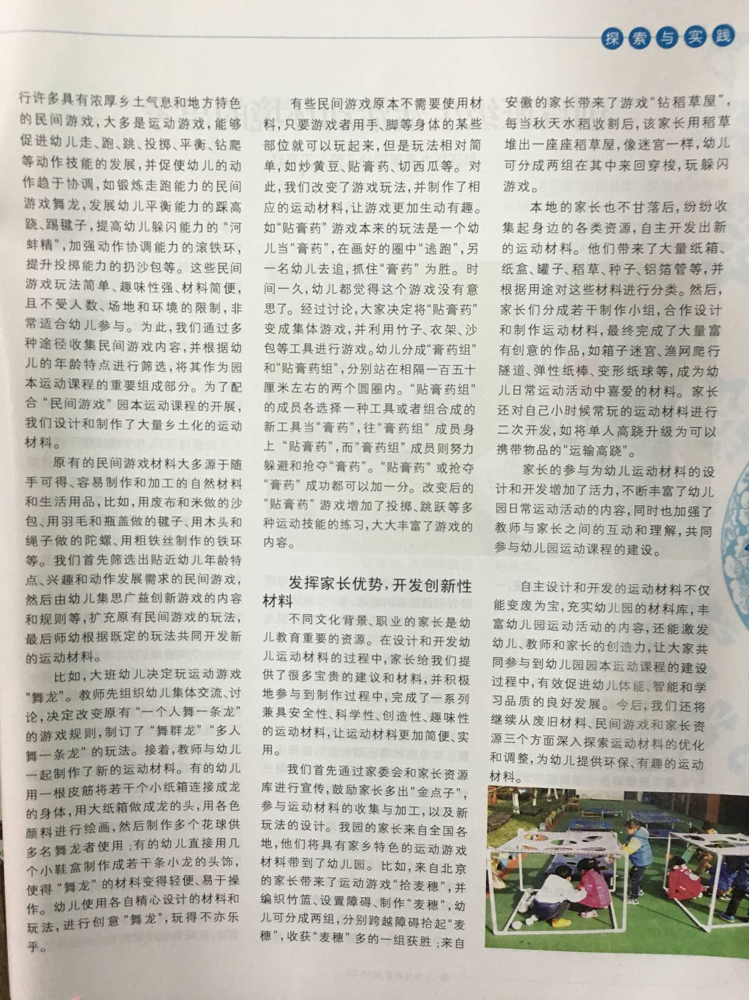 探索与实践
行许多具有浓厚乡土气息和地方特色
的民间游戏,大多是运动游戏,能够
促进幼儿走、跑、跳、投掷、平衡、钻爬
等动作技能的发展,并促使幼儿的动
作趋于协调,如锻炼走跑能力的民间
游戏舞龙,发展幼儿平衡能力的踩高
跷、踢毽子,提高幼儿躲闪能力的“河
蚌精”,加强动作协调能力的滚铁环,
提升投掷能力的扔沙包等。这些民间
游戏玩法简单、趣味性强、材料简便,
且不受人数、场地和环境的限制,非
常适合幼儿参与。为此,我们通过多
种途径收集民间游戏内容,并根据幼
儿的年龄特点进行筛选,将其作为园
本运动课程的重要组成部分。为了配
合“民间游戏”园本运动课程的开展,
我们设计和制作了大量乡土化的运动
材料。
原有的民间游戏材料大多源于随
手可得、容易制作和加工的自然材料
和生活用品,比如,用废布和米做的沙
包、用羽毛和瓶盖做的毽子、用木头和
绳子做的陀螺、用粗铁丝制作的铁环
等。我们首先筛选出贴近幼儿年龄特
点、兴趣和动作发展需求的民间游戏,
然后由幼儿集思广益创新游戏的内容
和规则等,扩充原有民间游戏的玩法,
最后师幼根据既定的玩法共同开发新
的运动材料。
比如,大班幼儿决定玩运动游戏
“舞龙”。教师先组织幼儿集体交流、讨
论,决定改变原有“一个人舞一条龙”
的游戏规则,制订了“舞群龙”“多人
舞一条龙”的玩法。接着,教师与幼儿
一起制作了新的运动材料。有的幼儿
用一根皮筋将若干个小纸箱连接成龙
的身体,用大纸箱做成龙的头,用各色
颜料进行绘画,然后制作多个花球供
多名舞龙者使用;有的幼儿直接用几
个小鞋盒制作成若干条小龙的头饰,
使得“舞龙”的材料变得轻便、易于操
作。幼儿使用各自精心设计的材料和
玩法,进行创意“舞龙”,玩得不亦乐
乎。
有些民间游戏原本不需要使用材
料,只要游戏者用手、脚等身体的某些
部位就可以玩起来,但是玩法相对简
单,如炒黄豆、贴膏药、切西瓜等。对
此,我们改变了游戏玩法,并制作了相
应的运动材料,让游戏更加生动有趣。
如“贴膏药”游戏本来的玩法是一个幼
儿当“膏药”,在画好的圈中“逃跑”,另
一名幼儿去追,抓住“膏药”为胜。时
间一久,幼儿都觉得这个游戏没有意
思了。经过讨论,大家决定将“贴膏药”
变成集体游戏,并利用竹子、衣架、沙
包等工具进行游戏。幼儿分成“膏药组”
和“贴膏药组”,分别站在相隔一百五十
厘米左右的两个圆圈内。“贴膏药组”
的成员各选择一种工具或者组合成的
新工具当“膏药”,往“膏药组”成员身
上“贴膏药”,而“膏药组”成员则努力
躲避和抢夺“膏药”。“贴膏药”或抢夺
“膏药”成功都可以加一分。改变后的
“贴膏药”游戏增加了投掷、跳跃等多
种运动技能的练习,大大丰富了游戏的
内容。
发挥家长优势,开发创新性
材料
不同文化背景、职业的家长是幼
儿教育重要的资源。在设计和开发幼
儿运动材料的过程中,家长给我们提
供了很多宝贵的建议和材料,并积极
地参与到制作过程中,完成了一系列
兼具安全性、科学性、创造性、趣味性
的运动材料,让运动材料更加简便、实
用。
我们首先通过家委会和家长资源
库进行宣传,鼓励家长多出“金点子”,
参与运动材料的收集与加工,以及新
玩法的设计。我园的家长来自全国各
地,他们将具有家乡特色的运动游戏
材料带到了幼儿园。比如,来自北京
的家长带来了运动游戏“拾麦穗”,并
编织竹篮、设置障碍、制作“麦穗”,幼
儿可分成两组,分别跨越障碍拾起“麦
穗”,收获“麦穗”多的一组获胜;来自
安徽的家长带来了游戏“钻稻草屋”,
每当秋天水稻收割后,该家长用稻草
堆出一座座稻草屋,像迷宫一样,幼儿
可分成两组在其中来回穿梭,玩躲闪
游戏。
本地的家长也不甘落后,纷纷收
集起身边的各类资源,自主开发出新
的运动材料。他们带来了大量纸箱、
纸盒、罐子、稻草、种子、铝箔管等,并
根据用途对这些材料进行分类。然后,
家长们分成若干制作小组,合作设计
和制作运动材料,最终完成了大量富
有创意的作品,如箱子迷宫、渔网爬行
隧道、弹性纸棒、变形纸球等,成为幼
儿日常运动活动中喜爱的材料。家长
还对自己小时候常玩的运动材料进行
二次开发,如将单人高跷升级为可以
携带物品的“运输高跷”。
家长的参与为幼儿运动材料的设
计和开发增加了活力,不断丰富了幼儿
园日常运动活动的内容,同时也加强了
教师与家长之间的互动和理解,共同
参与幼儿园运动课程的建设。
自主设计和开发的运动材料不仅
能变废为宝,充实幼儿园的材料库,丰
富幼儿园运动活动的内容,还能激发
幼儿、教师和家长的创造力,让大家共
同参与到幼儿园园本运动课程的建设
过程中,有效促进幼儿体能、智能和学
习品质的良好发展。今后,我们还将
继续从废旧材料、民间游戏和家长资
源三个方面深入探索运动材料的优化
和调整,为幼儿提供环保、有趣的运动
材料。